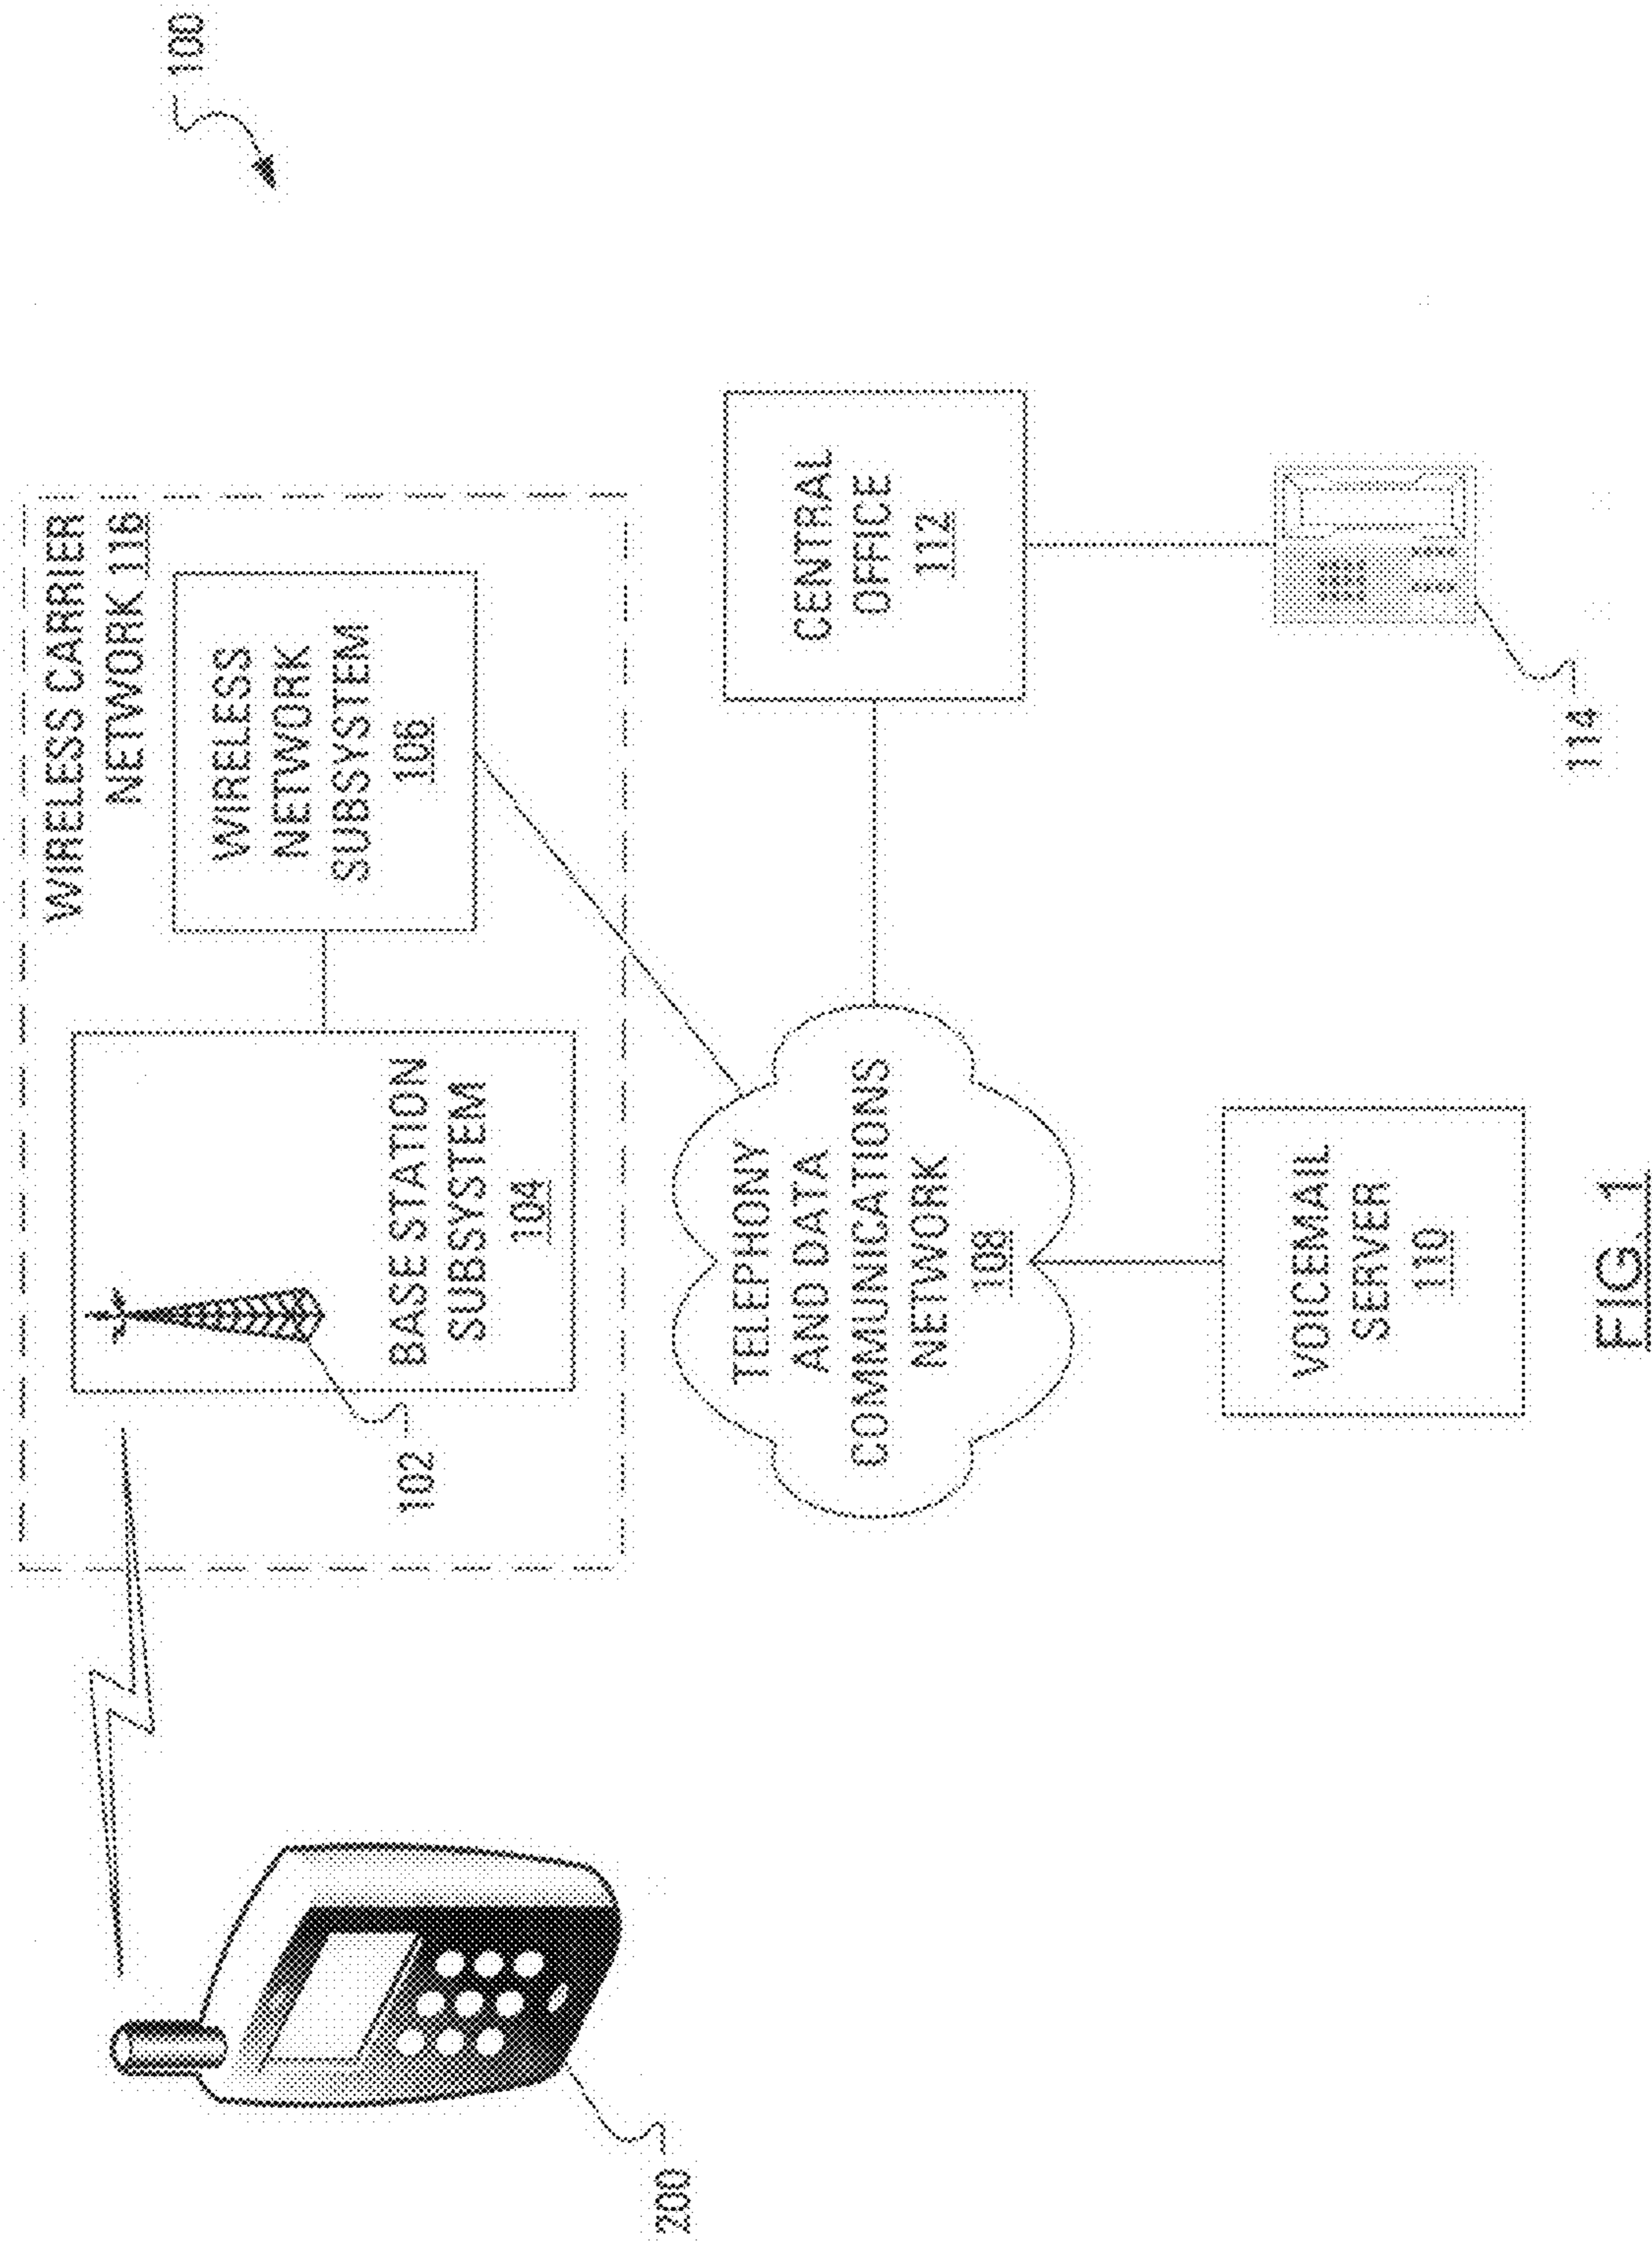 100
WIRELESS CARRIER
NETWORK 116
WIRELESS
NETWORK
SUBSYSTEM
106
BASE STATION
SUBSYSTEM
104
102
200
TELEPHONY
AND DATA
COMMUNICATIONS
NETWORK
108
CENTRAL
OFFICE
112
VOICEMAIL
SERVER
110
114
FIG. 1